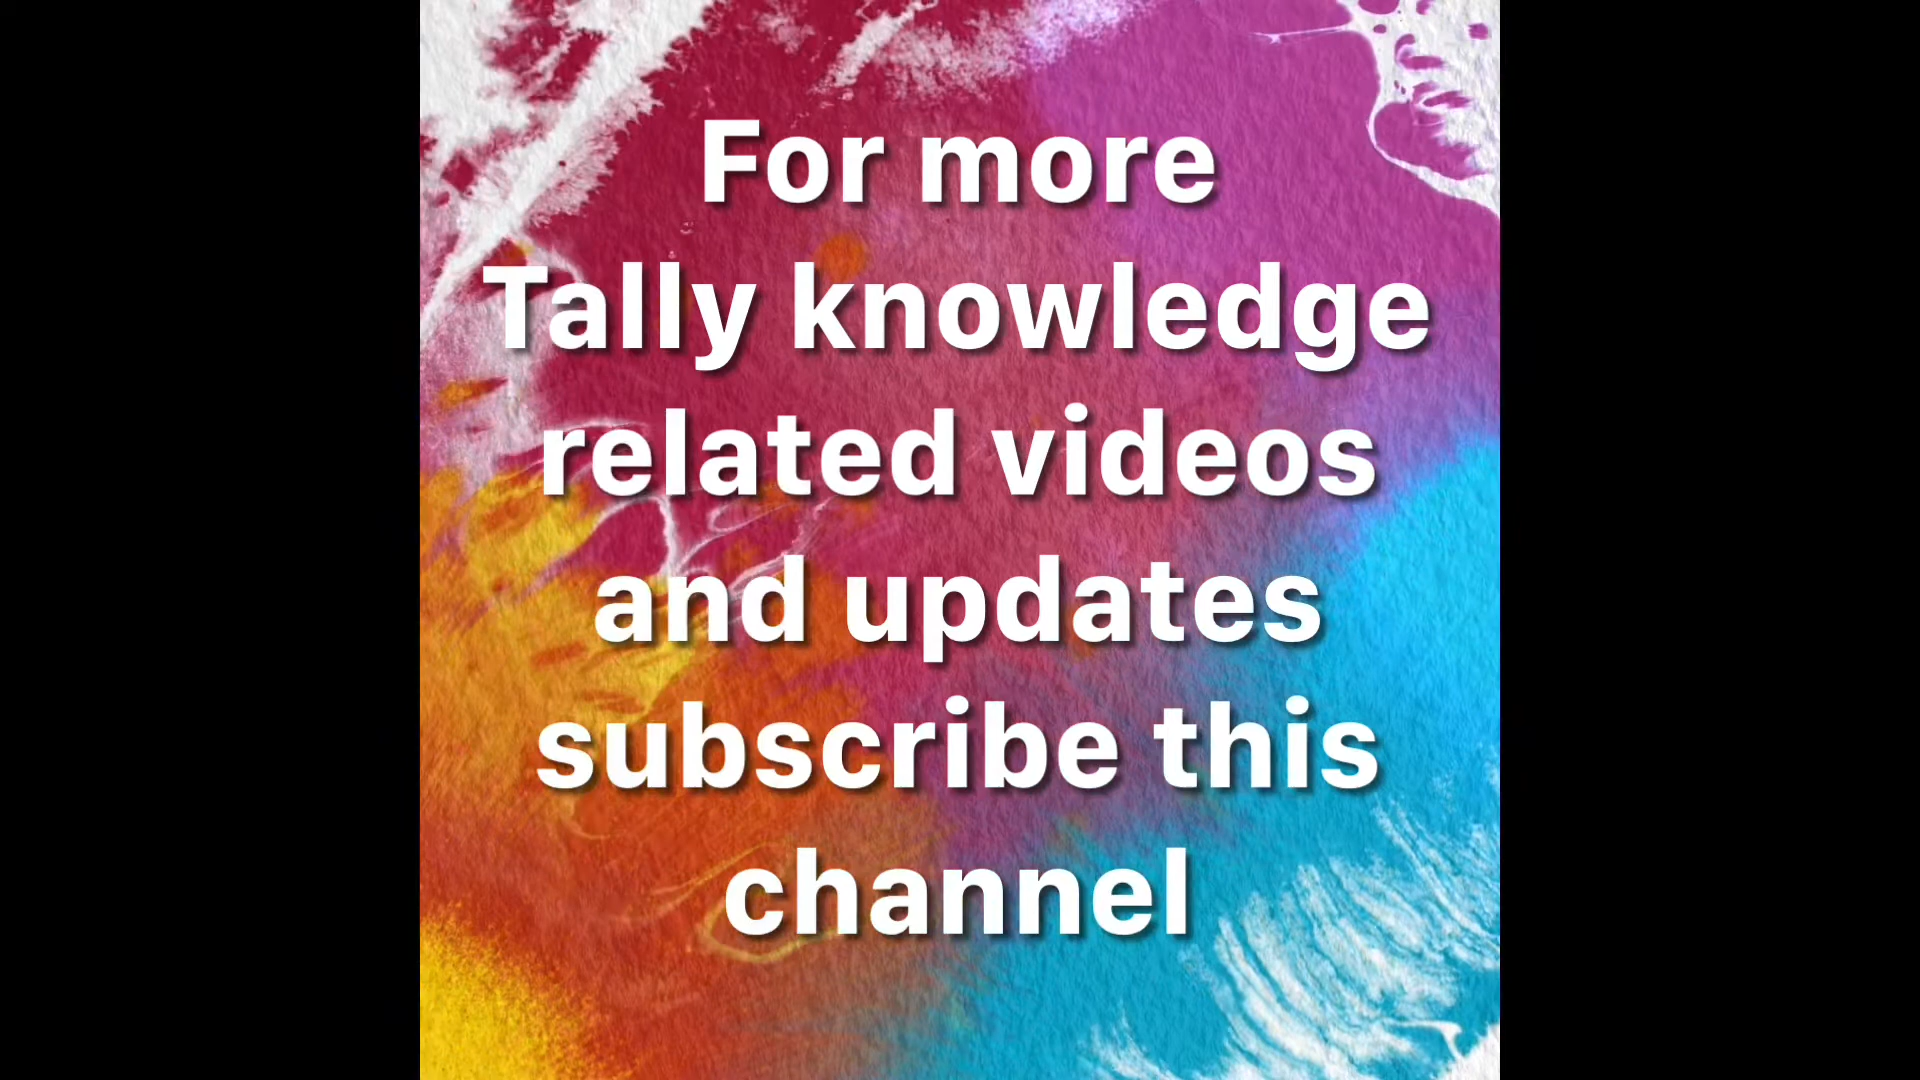 For more
Tally knowledge
related videos
and updates
subscribe this
channel